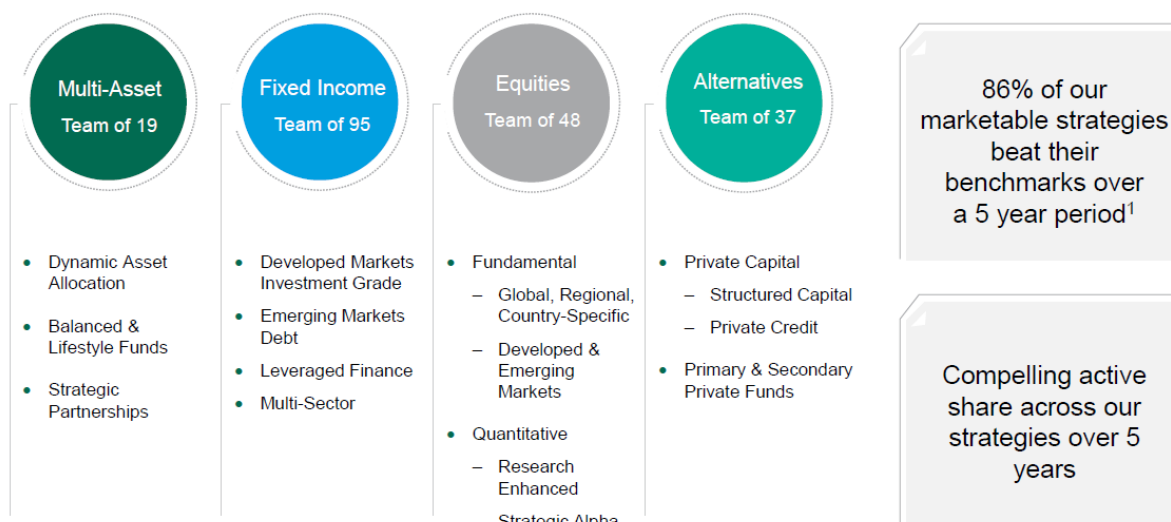 Multi-Asset
Team of 19
Fixed Income
Team of 95
Equities
Team of 48
Alternatives
Team of 37
• Dynamic Asset
Allocation
• Balanced &
Lifestyle Funds
• Strategic
Partnerships
• Developed Markets
Investment Grade
• Emerging Markets
Debt
• Leveraged Finance
• Multi-Sector
• Fundamental
– Global, Regional,
Country-Specific
– Developed &
Emerging
Markets
• Quantitative
– Research
Enhanced
Strategic Alpha
• Private Capital
– Structured Capital
– Private Credit
• Primary & Secondary
Private Funds
86% of our
marketable strategies
beat their
benchmarks over
a 5 year period¹
Compelling active
share across our
strategies over 5
years